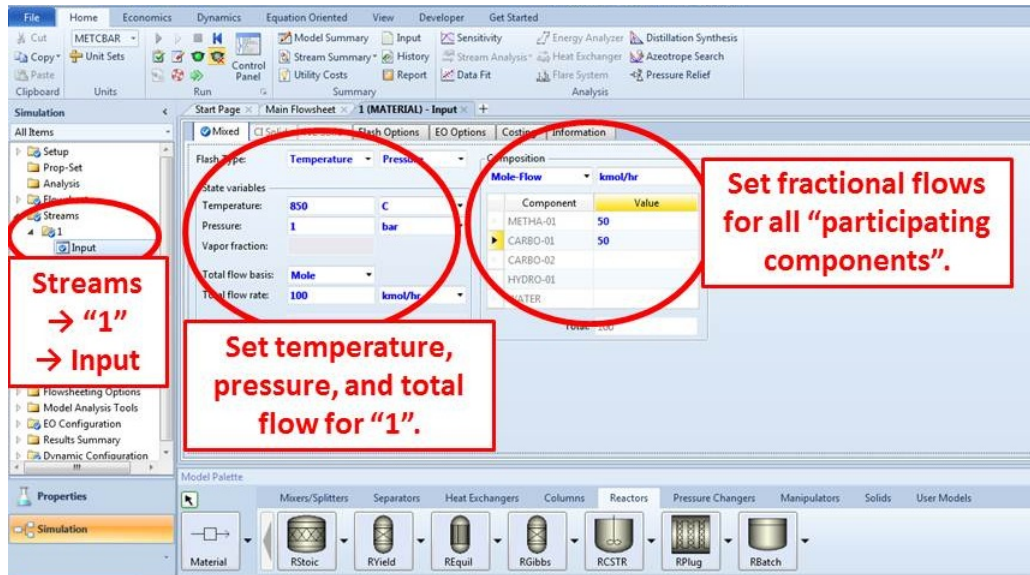 File Home Economics Dynamics Equation Oriented View Developer Get Started
Cut METCBAR Model Summary Input Sensitivity Energy Analyzer Distillation Synthesis
Copy Unit Sets Control Stream Summary History Stream Analysis Heat Exchanger Azeotrope Search
Paste Panel Utility Costs Report Data Fit Flare System Pressure Relief
Clipboard Units Run Summary Analysis
Simulation Start Page Main Flowsheet 1 (MATERIAL) - Input +
All Items Mixed Flash Options EO Options Costing Information
Setup
Prop-Set
Analysis
Streams
1
Input
Streams
→ “1”
→ Input
Flowsheeting Options
Model Analysis Tools
EO Configuration
Results Summary
Dynamic Configuration
Properties
Simulation
Flash Type: Temperature Pressure
State variables
Temperature: 850 C
Pressure: 1 bar
Vapor fraction:
Total flow basis: Mole
Total flow rate: 100 kmol/hr
Set temperature,
pressure, and total
flow for “1”.
Composition
Mole-Flow kmol/hr
Component Value
METHA-01 50
CARBO-01 50
CARBO-02
HYDRO-01
WATER
Total: 100
Set fractional flows
for all “participating
components”.
Model Palette
Mixers/Splitters Separators Heat Exchangers Columns Reactors Pressure Changers Manipulators Solids User Models
Material RStoic RYield REquil RGibbs RCSTR RPlug RBatch